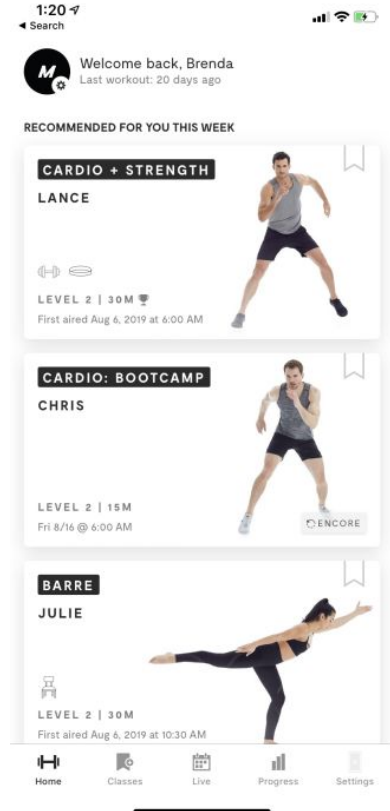 1:20
Search
M
Welcome back, Brenda
Last workout: 20 days ago
RECOMMENDED FOR YOU THIS WEEK
CARDIO + STRENGTH
LANCE
LEVEL 2 | 30M
First aired Aug 6, 2019 at 6:00 AM
CARDIO: BOOTCAMP
CHRIS
LEVEL 2 | 15M
Fri 8/16 @ 6:00 AM
ENCORE
BARRE
JULIE
LEVEL 2 | 30M
First aired Aug 6, 2019 at 10:30 AM
Home Classes Live Progress Settings